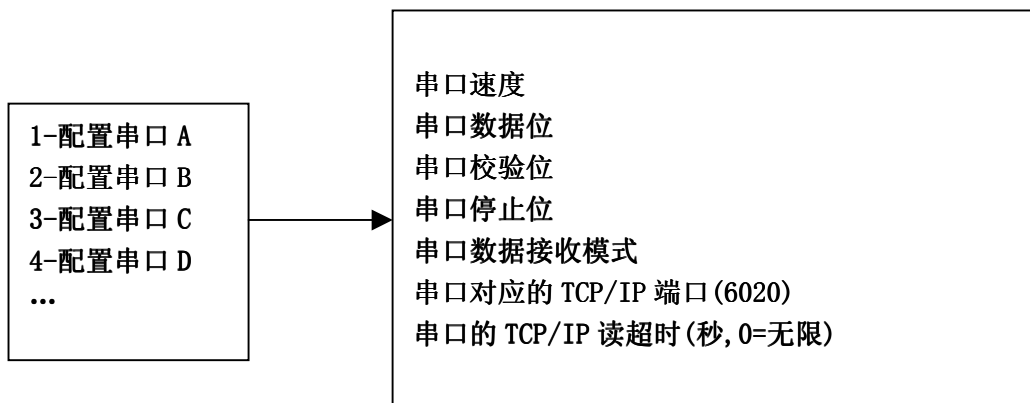 1-配置串口 A
2-配置串口 B
3-配置串口 C
4-配置串口 D
…
串口速度
串口数据位
串口校验位
串口停止位
串口数据接收模式
串口对应的 TCP/IP 端口(6020)
串口的 TCP/IP 读超时(秒,0=无限)